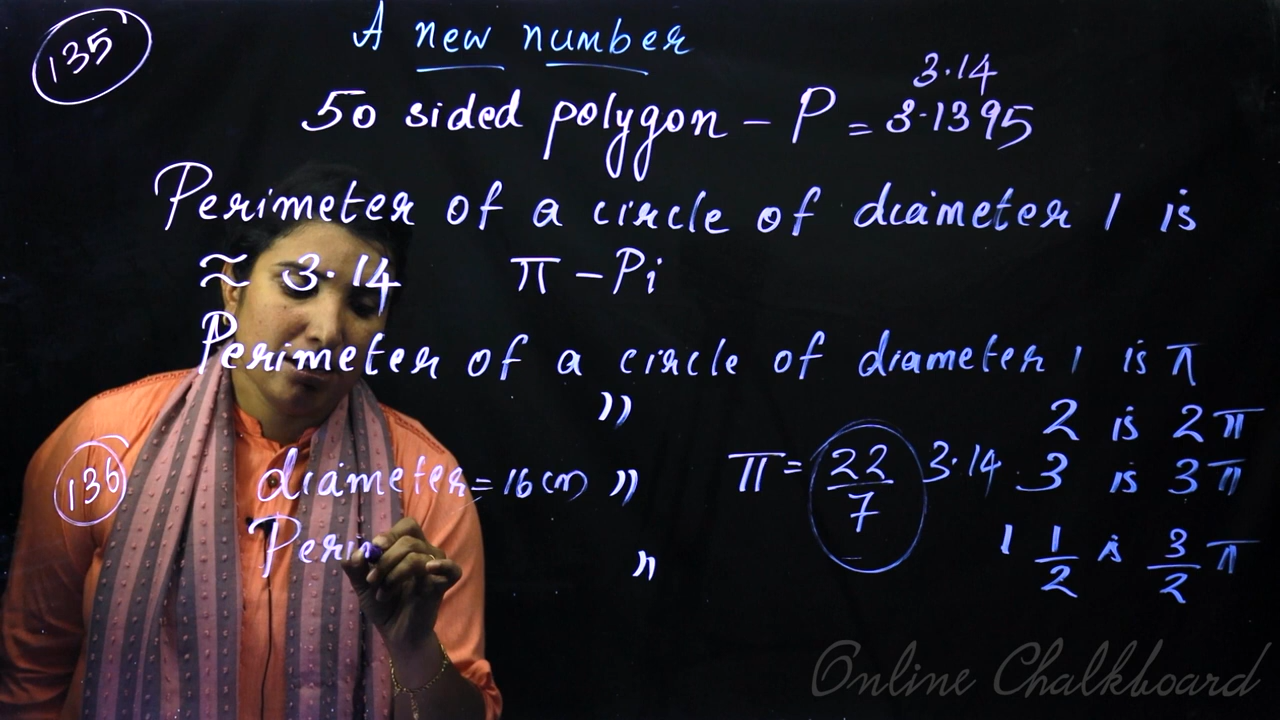 135
A new number
3.14
50 sided polygon – P = 3.1395
Perimeter of a circle of diameter 1 is
≈ 3.14 π – Pi
Perimeter of a circle of diameter 1 is π
" 2 is 2π
136 diameter = 16 cm " π = 22/7 3.14 3 is 3π
Perim " 1 1/2 is 3/2 π
Online Chalkboard